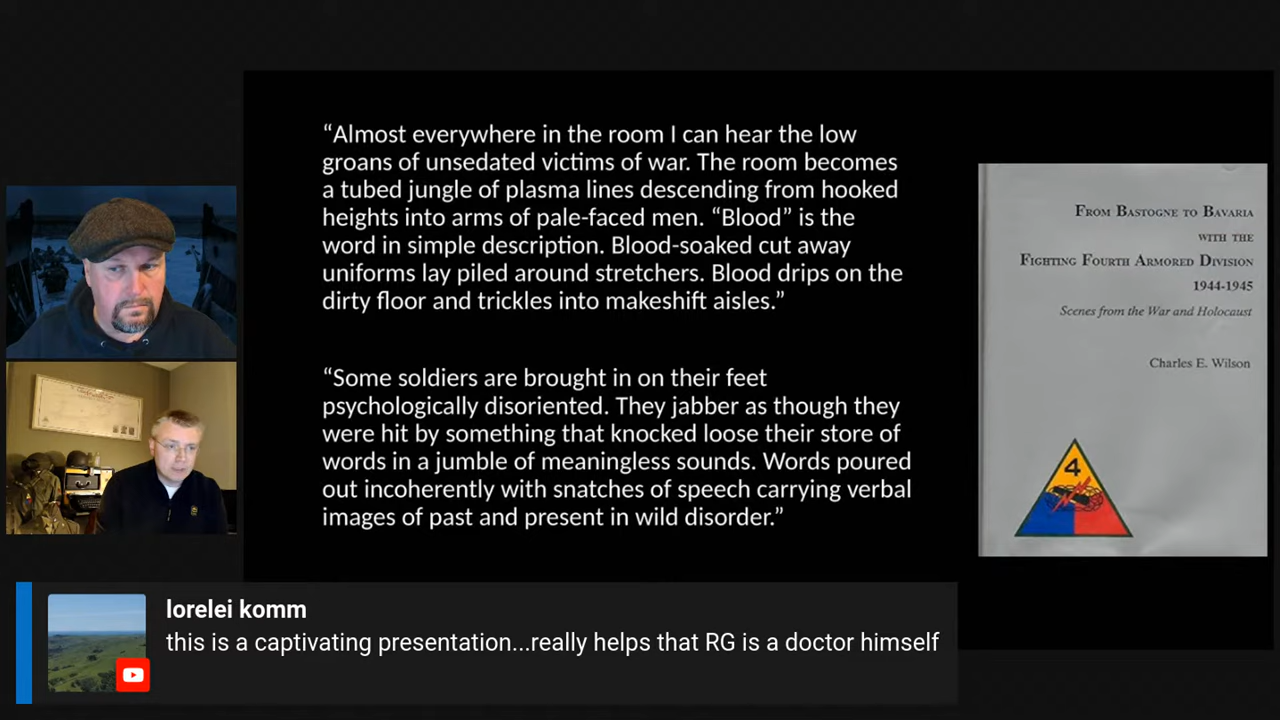 “Almost everywhere in the room I can hear the low
groans of unsedated victims of war. The room becomes
a tubed jungle of plasma lines descending from hooked
heights into arms of pale-faced men. “Blood” is the
word in simple description. Blood-soaked cut away
uniforms lay piled around stretchers. Blood drips on the
dirty floor and trickles into makeshift aisles.”
“Some soldiers are brought in on their feet
psychologically disoriented. They jabber as though they
were hit by something that knocked loose their store of
words in a jumble of meaningless sounds. Words poured
out incoherently with snatches of speech carrying verbal
images of past and present in wild disorder.”
From Bastogne to Bavaria
with the
Fighting Fourth Armored Division
1944-1945
Scenes from the War and Holocaust
Charles E. Wilson
4
lorelei komm
this is a captivating presentation...really helps that RG is a doctor himself